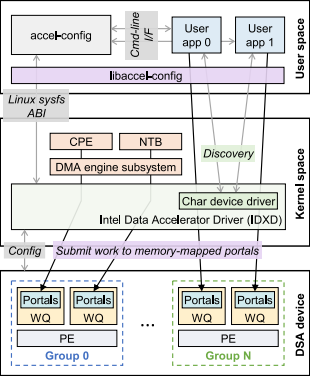 accel-config
Cmd-line
I/F
User
app 0
User
app 1
libaccel-config
User space
Linux sysfs
ABI
Discovery
CPE
NTB
DMA engine subsystem
Char device driver
Intel Data Accelerator Driver (IDXD)
Kernel space
Config
Submit work to memory-mapped portals
Portals
Portals
Portals
Portals
WQ
WQ
...
WQ
WQ
PE
PE
Group 0
Group N
DSA device